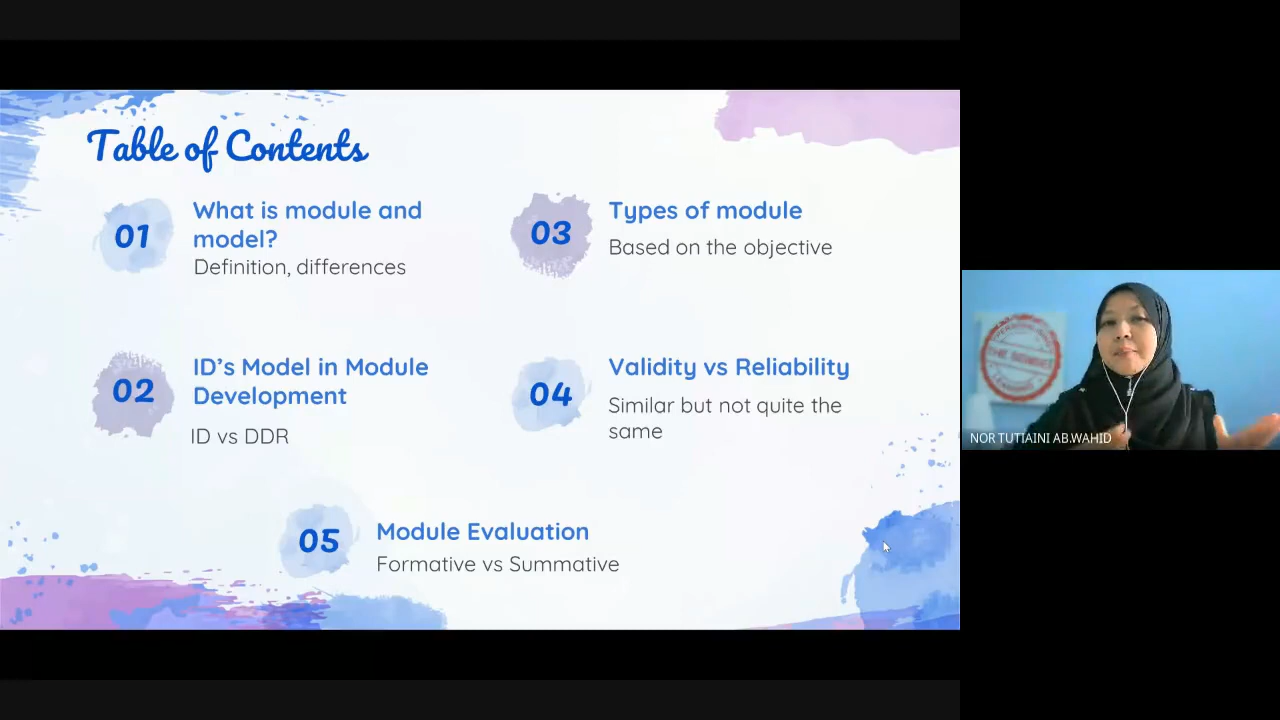 Table of Contents
01
What is module and
model?
Definition, differences
02
ID's Model in Module
Development
ID vs DDR
03
Types of module
Based on the objective
04
Validity vs Reliability
Similar but not quite the
same
05
Module Evaluation
Formative vs Summative
NOR TUTIAINI AB.WAHID